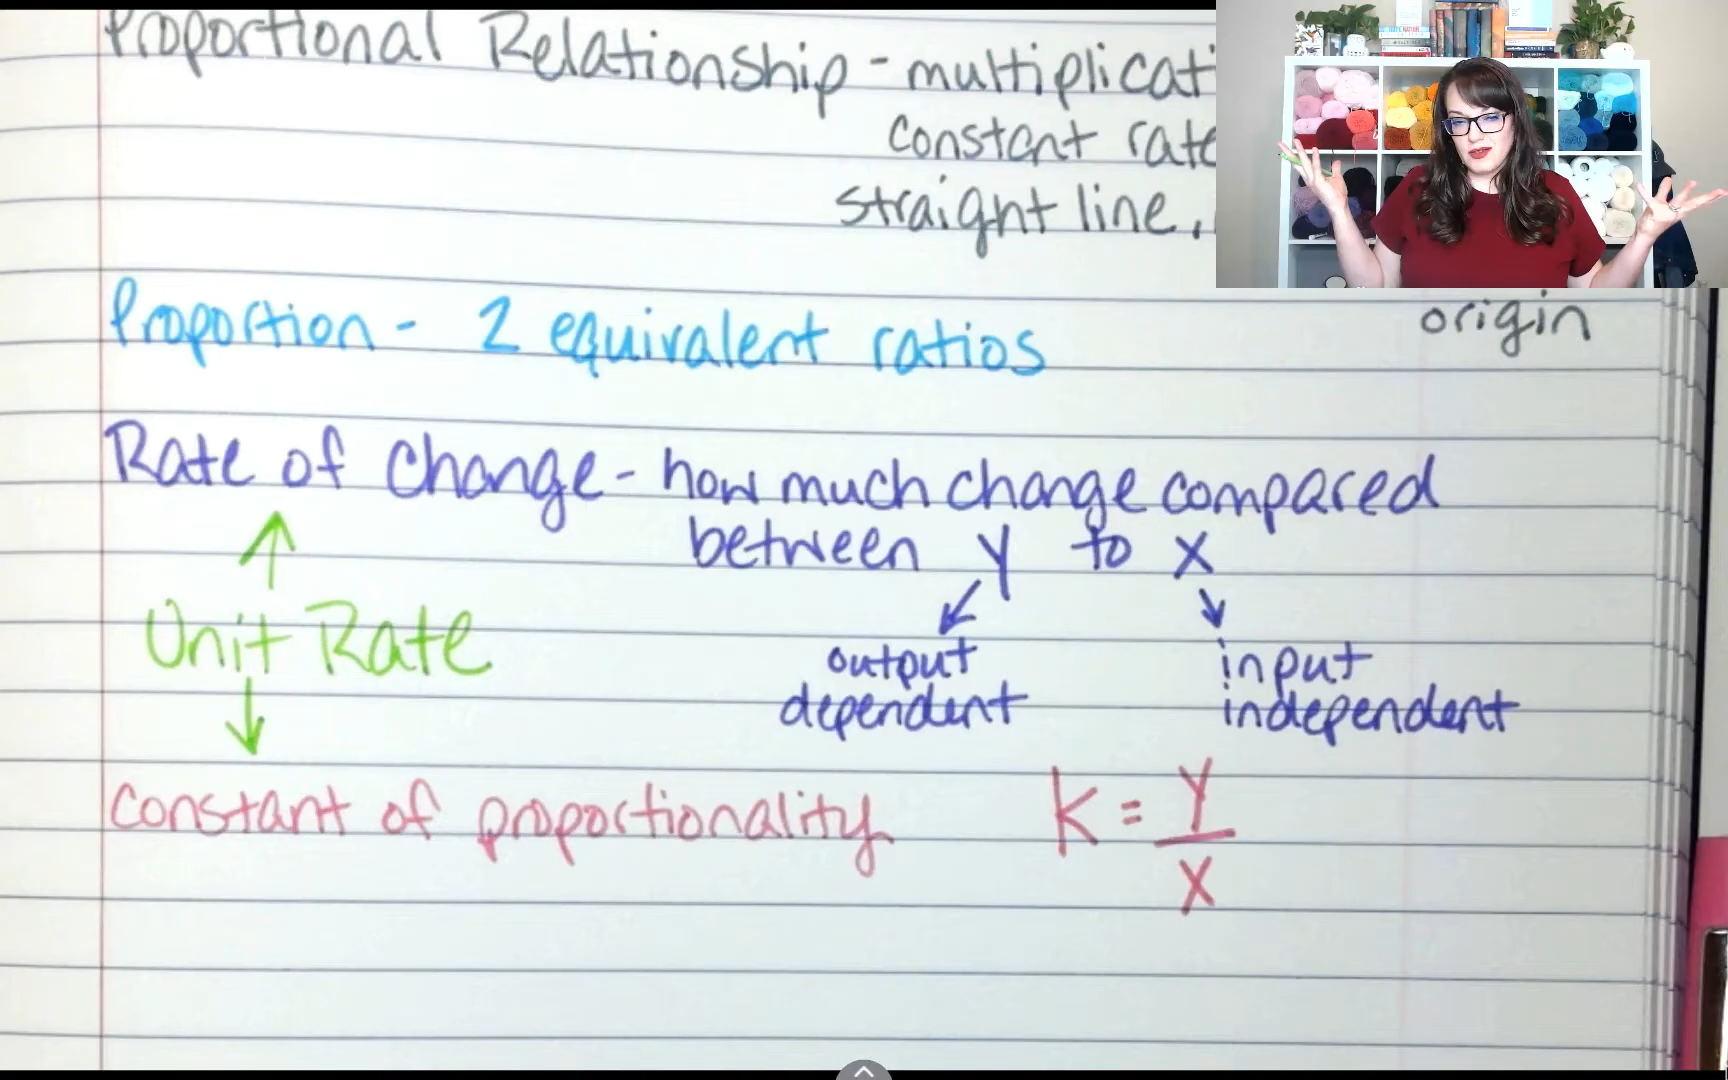 Proportional Relationship - multiplicati
constant rate
straight line,
origin
Proportion - 2 equivalent ratios
Rate of Change - how much change compared
between Y to X
Unit Rate
output input
dependent independent
Constant of proportionality K = Y
X